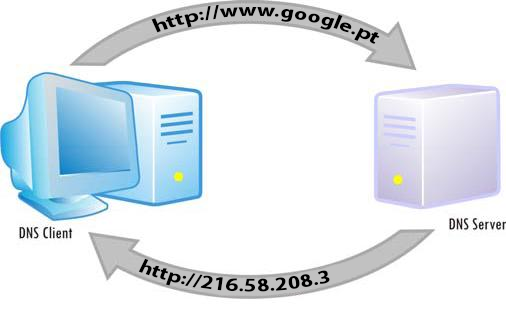 http://www.google.pt
DNS Client
DNS Server
http://216.58.208.3